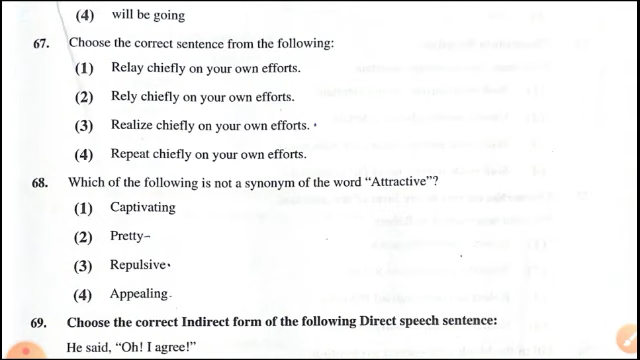 (4) will be going
67. Choose the correct sentence from the following:
(1) Relay chiefly on your own efforts.
(2) Rely chiefly on your own efforts.
(3) Realize chiefly on your own efforts.
(4) Repeat chiefly on your own efforts.
68. Which of the following is not a synonym of the word “Attractive”?
(1) Captivating
(2) Pretty
(3) Repulsive
(4) Appealing
69. Choose the correct Indirect form of the following Direct speech sentence:
He said, “Oh! I agree!”